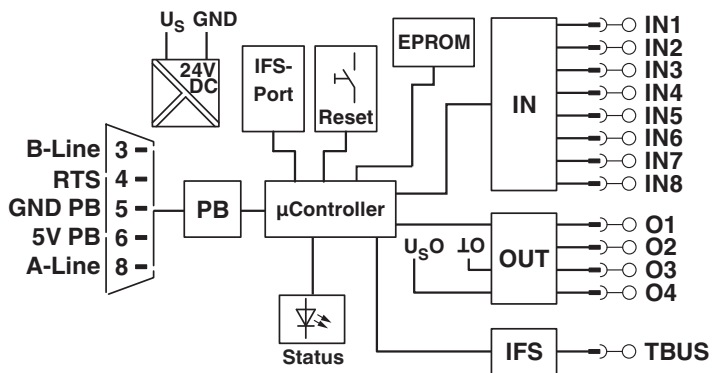 US GND
24V
DC
IFS-
Port
Reset
EPROM
IN
IN1
IN2
IN3
IN4
IN5
IN6
IN7
IN8
B-Line 3
RTS 4
GND PB 5
5V PB 6
A-Line 8
PB
µController
USO OT
OUT
O1
O2
O3
O4
Status
IFS
TBUS